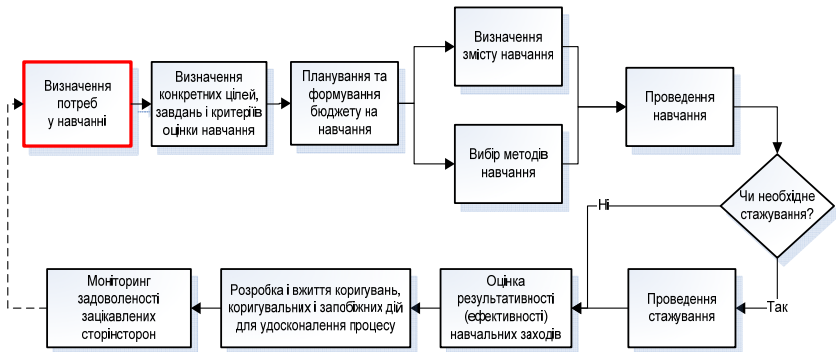 Визначення
потреб
у навчанні
Визначення
конкретних цілей,
завдань і критеріїв
оцінки навчання
Планування та
формування
бюджету на
навчання
Визначення
змісту навчання
Вибір методів
навчання
Проведення
навчання
Чи необхідне
стажування?
Ні
Так
Проведення
стажування
Оцінка
результативності
(ефективності)
навчальних заходів
Розробка і вжиття коригувань,
коригувальних і запобіжних дій
для удосконалення процесу
Моніторинг
задоволеності
зацікавлених
сторінсторон